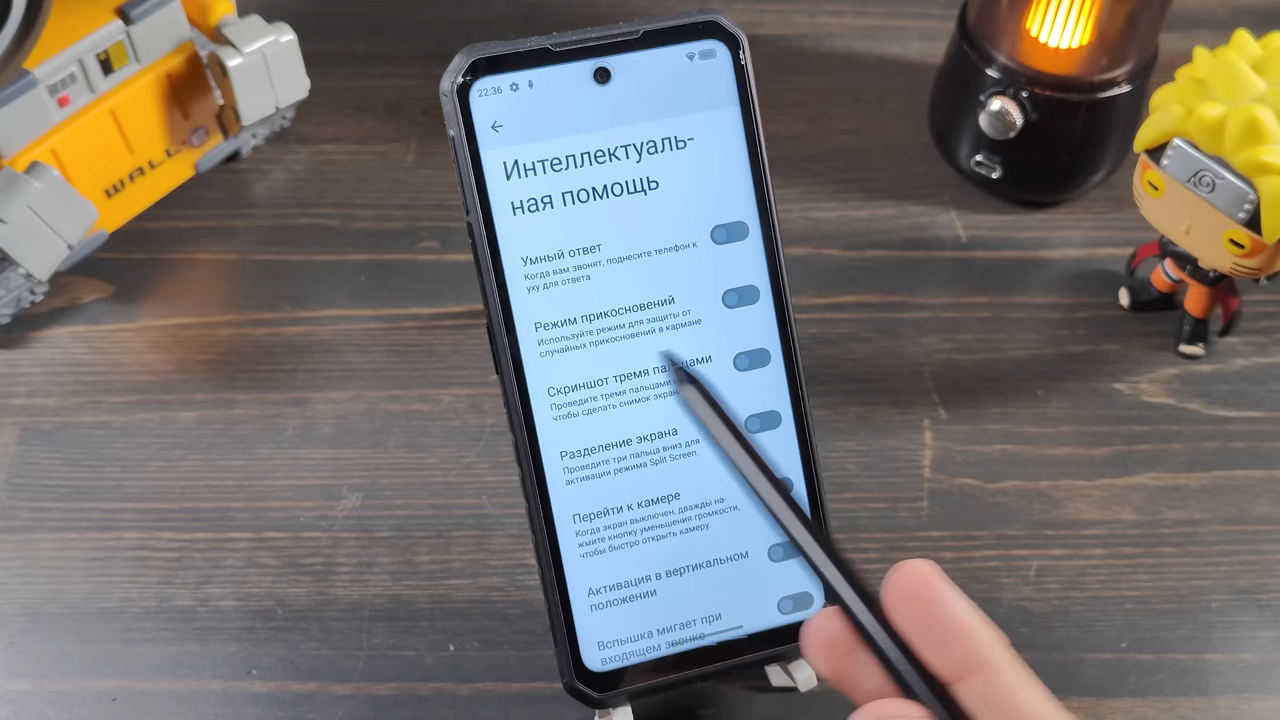 WALL·E
22:36
Интеллектуаль-
ная помощь
Умный ответ
Когда вам звонят, поднесите телефон к
уху для ответа
Режим прикосновений
Используйте режим для защиты от
случайных прикосновений в кармане
Скриншот тремя пальцами
Проведите тремя пальцами
чтобы сделать снимок экран
Разделение экрана
Проведите три пальца вниз для
активации режима Split Screen.
Перейти к камере
Когда экран выключен, дважды на-
жмите кнопку уменьшения громкости,
чтобы быстро открыть камеру.
Активация в вертикальном
положении
Вспышка мигает при
входящем звонке